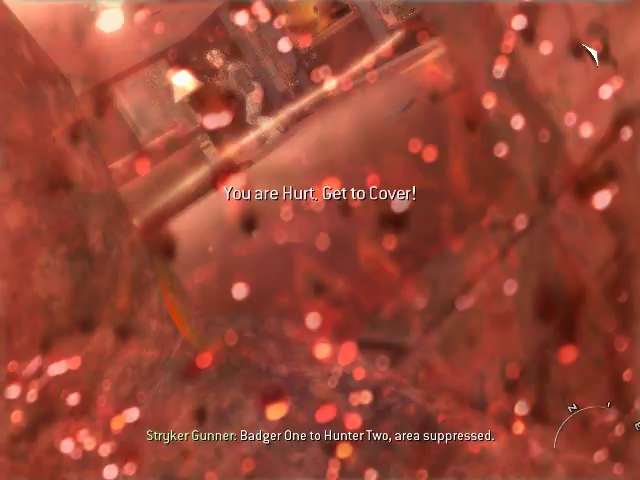 You are Hurt. Get to Cover!
Stryker Gunner: Badger One to Hunter Two, area suppressed.
N
E